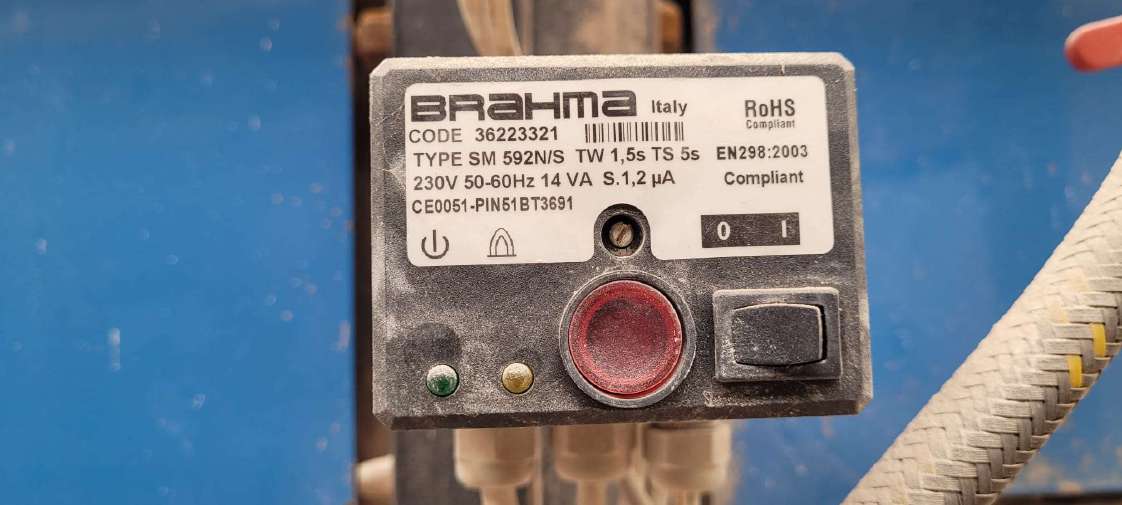 BRAHMA Italy
RoHS
Compliant
CODE 36223321
TYPE SM 592N/S TW 1,5s TS 5s
EN298:2003
230V 50-60Hz 14 VA S.1,2 µA
Compliant
CE0051-PIN51BT3691
0 I